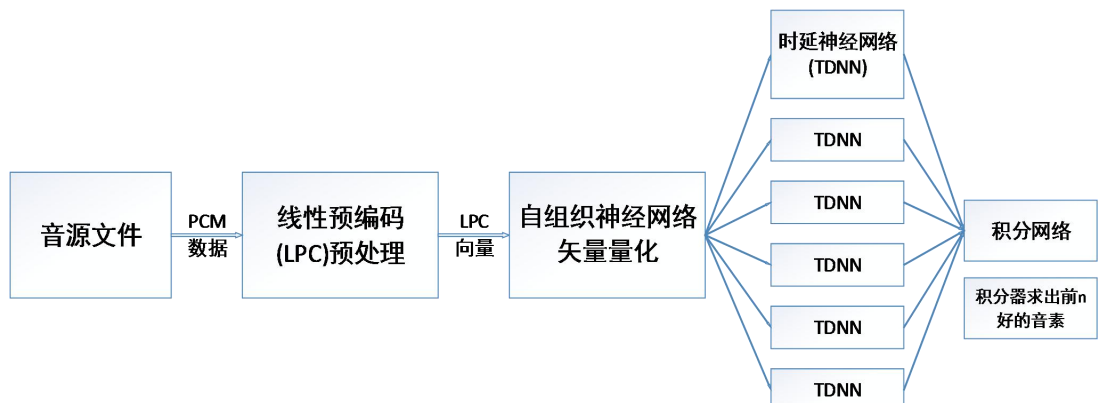 音源文件
PCM
数据
线性预编码
(LPC)预处理
LPC
向量
自组织神经网络
矢量量化
时延神经网络
(TDNN)
TDNN
TDNN
TDNN
TDNN
TDNN
积分网络
积分器求出前n
好的音素